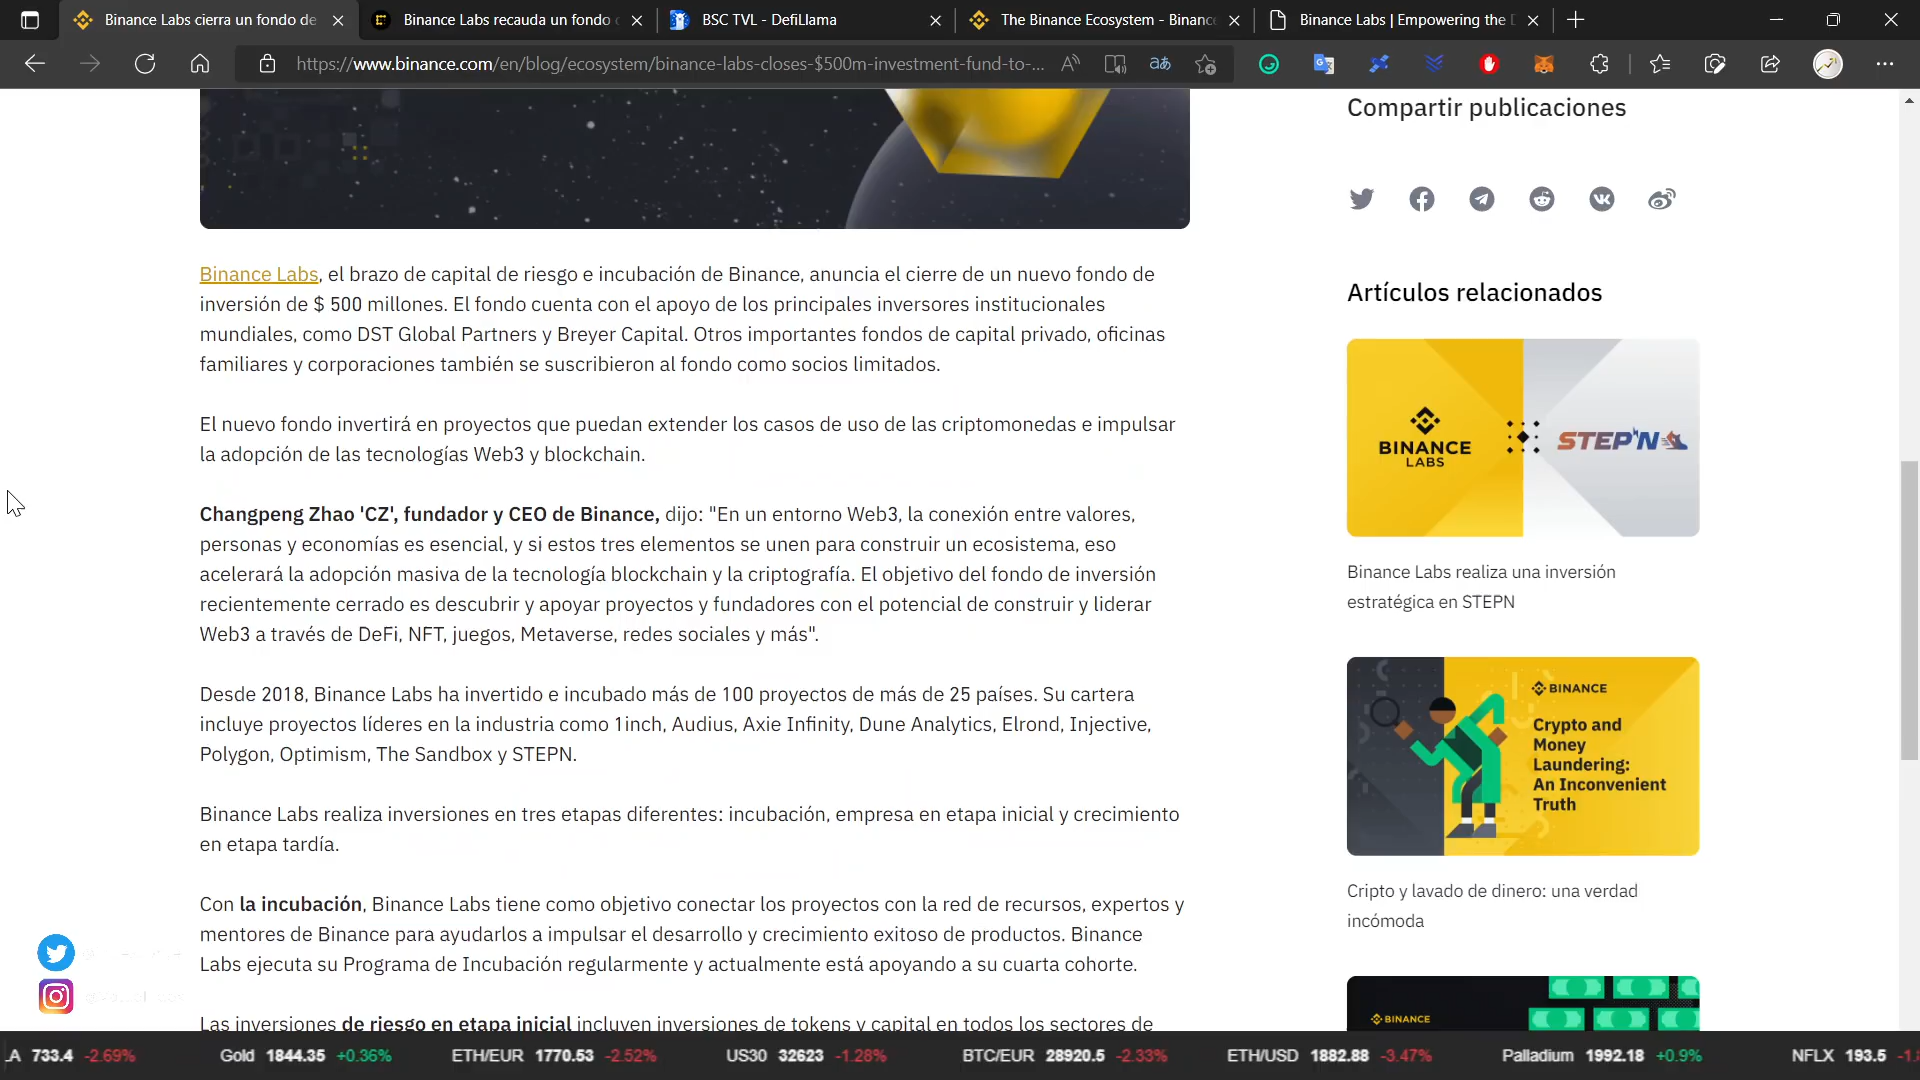 Binance Labs cierra un fondo de
Binance Labs recauda un fondo
BSC TVL - DefiLlama
The Binance Ecosystem - Binanc
Binance Labs | Empowering the D
https://www.binance.com/en/blog/ecosystem/binance-labs-closes-$500m-investment-fund-to-...
Compartir publicaciones
Binance Labs, el brazo de capital de riesgo e incubación de Binance, anuncia el cierre de un nuevo fondo de
inversión de $ 500 millones. El fondo cuenta con el apoyo de los principales inversores institucionales
mundiales, como DST Global Partners y Breyer Capital. Otros importantes fondos de capital privado, oficinas
familiares y corporaciones también se suscribieron al fondo como socios limitados.
El nuevo fondo invertirá en proyectos que puedan extender los casos de uso de las criptomonedas e impulsar
la adopción de las tecnologías Web3 y blockchain.
Changpeng Zhao 'CZ', fundador y CEO de Binance, dijo: "En un entorno Web3, la conexión entre valores,
personas y economías es esencial, y si estos tres elementos se unen para construir un ecosistema, eso
acelerará la adopción masiva de la tecnología blockchain y la criptografía. El objetivo del fondo de inversión
recientemente cerrado es descubrir y apoyar proyectos y fundadores con el potencial de construir y liderar
Web3 a través de DeFi, NFT, juegos, Metaverse, redes sociales y más".
Desde 2018, Binance Labs ha invertido e incubado más de 100 proyectos de más de 25 países. Su cartera
incluye proyectos líderes en la industria como 1inch, Audius, Axie Infinity, Dune Analytics, Elrond, Injective,
Polygon, Optimism, The Sandbox y STEPN.
Binance Labs realiza inversiones en tres etapas diferentes: incubación, empresa en etapa inicial y crecimiento
en etapa tardía.
Con la incubación, Binance Labs tiene como objetivo conectar los proyectos con la red de recursos, expertos y
mentores de Binance para ayudarlos a impulsar el desarrollo y crecimiento exitoso de productos. Binance
Labs ejecuta su Programa de Incubación regularmente y actualmente está apoyando a su cuarta cohorte.
Las inversiones de riesgo en etapa inicial incluyen inversiones de tokens y capital en todos los sectores de
Artículos relacionados
BINANCE
LABS
STEP'N
Binance Labs realiza una inversión
estratégica en STEPN
BINANCE
Crypto and
Money
Laundering:
An Inconvenient
Truth
Cripto y lavado de dinero: una verdad
incómoda
BINANCE
LA 733.4 -2.69% Gold 1844.35 +0.36% ETH/EUR 1770.53 -2.52% US30 32623 -1.28% BTC/EUR 28920.5 -2.33% ETH/USD 1882.88 -3.47% Palladium 1992.18 +0.9% NFLX 193.5